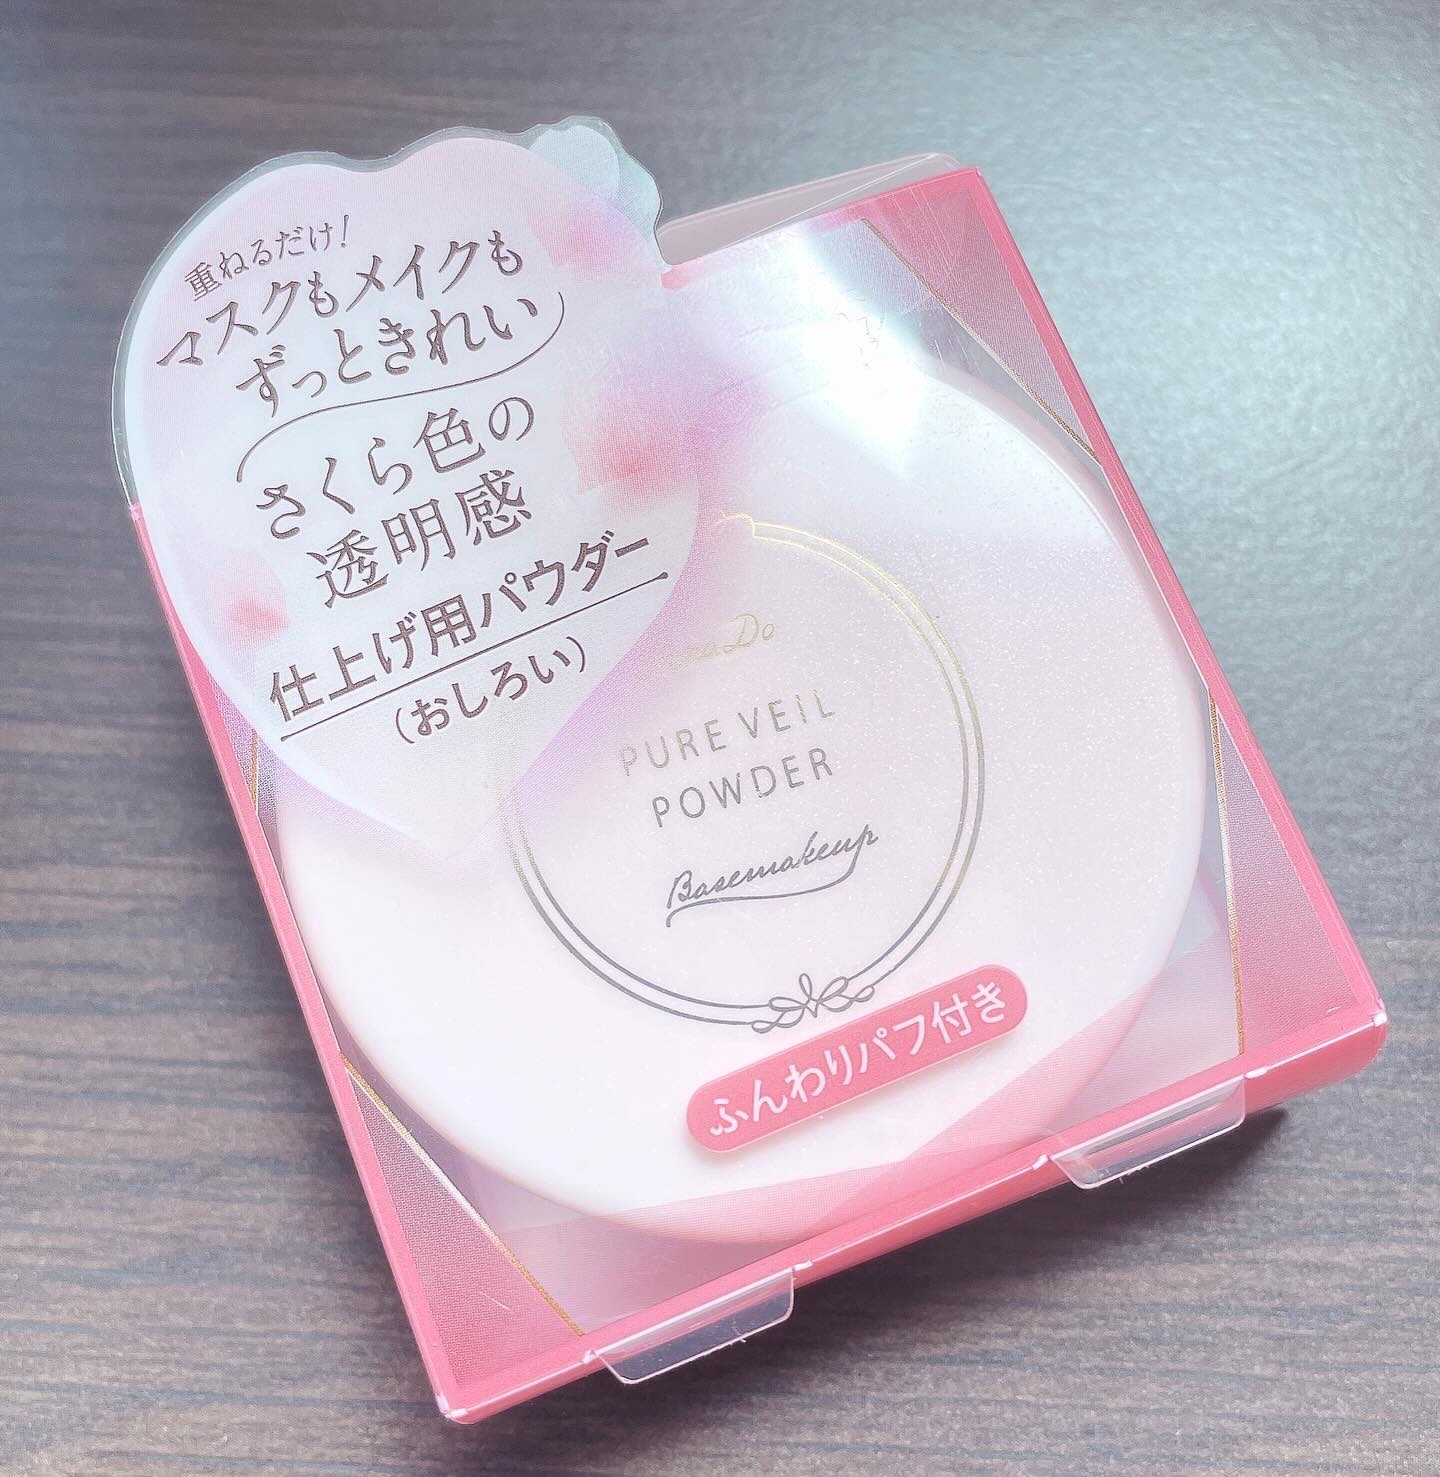 重ねるだけ!
マスクもメイクも
ずっときれい
さくら色の
透明感
仕上げ用パウダー
(おしろい)
PURE VEIL
POWDER
Basemakeup
ふんわりパフ付き